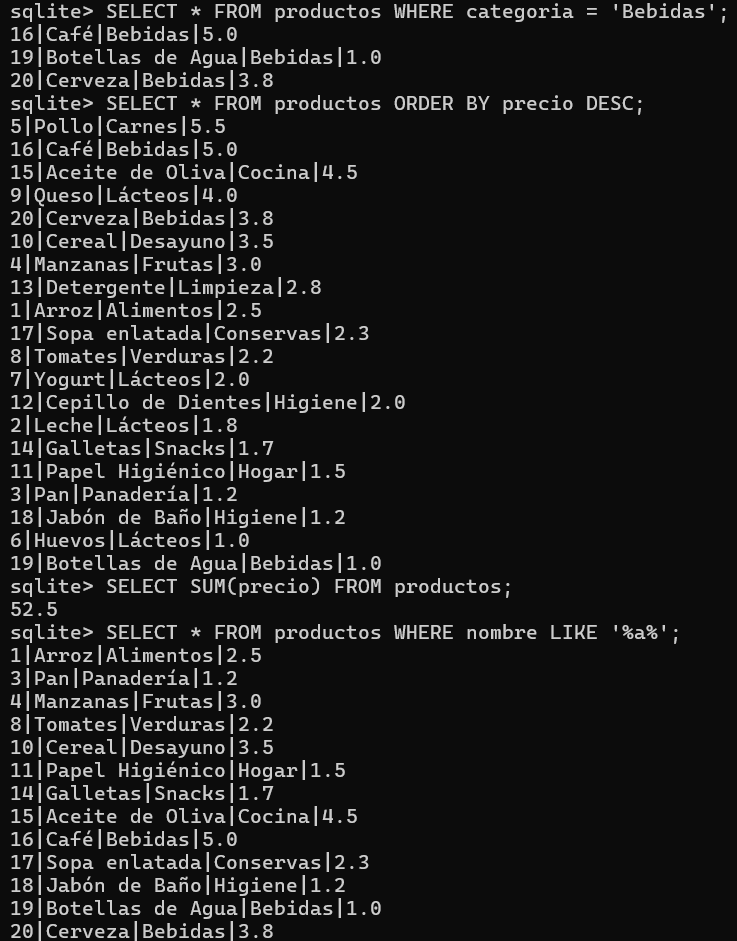 sqlite> SELECT * FROM productos WHERE categoria = 'Bebidas';
16|Café|Bebidas|5.0
19|Botellas de Agua|Bebidas|1.0
20|Cerveza|Bebidas|3.8
sqlite> SELECT * FROM productos ORDER BY precio DESC;
5|Pollo|Carnes|5.5
16|Café|Bebidas|5.0
15|Aceite de Oliva|Cocina|4.5
9|Queso|Lácteos|4.0
20|Cerveza|Bebidas|3.8
10|Cereal|Desayuno|3.5
4|Manzanas|Frutas|3.0
13|Detergente|Limpieza|2.8
1|Arroz|Alimentos|2.5
17|Sopa enlatada|Conservas|2.3
8|Tomates|Verduras|2.2
7|Yogurt|Lácteos|2.0
12|Cepillo de Dientes|Higiene|2.0
2|Leche|Lácteos|1.8
14|Galletas|Snacks|1.7
11|Papel Higiénico|Hogar|1.5
3|Pan|Panadería|1.2
18|Jabón de Baño|Higiene|1.2
6|Huevos|Lácteos|1.0
19|Botellas de Agua|Bebidas|1.0
sqlite> SELECT SUM(precio) FROM productos;
52.5
sqlite> SELECT * FROM productos WHERE nombre LIKE '%a%';
1|Arroz|Alimentos|2.5
3|Pan|Panadería|1.2
4|Manzanas|Frutas|3.0
8|Tomates|Verduras|2.2
10|Cereal|Desayuno|3.5
11|Papel Higiénico|Hogar|1.5
14|Galletas|Snacks|1.7
15|Aceite de Oliva|Cocina|4.5
16|Café|Bebidas|5.0
17|Sopa enlatada|Conservas|2.3
18|Jabón de Baño|Higiene|1.2
19|Botellas de Agua|Bebidas|1.0
20|Cerveza|Bebidas|3.8